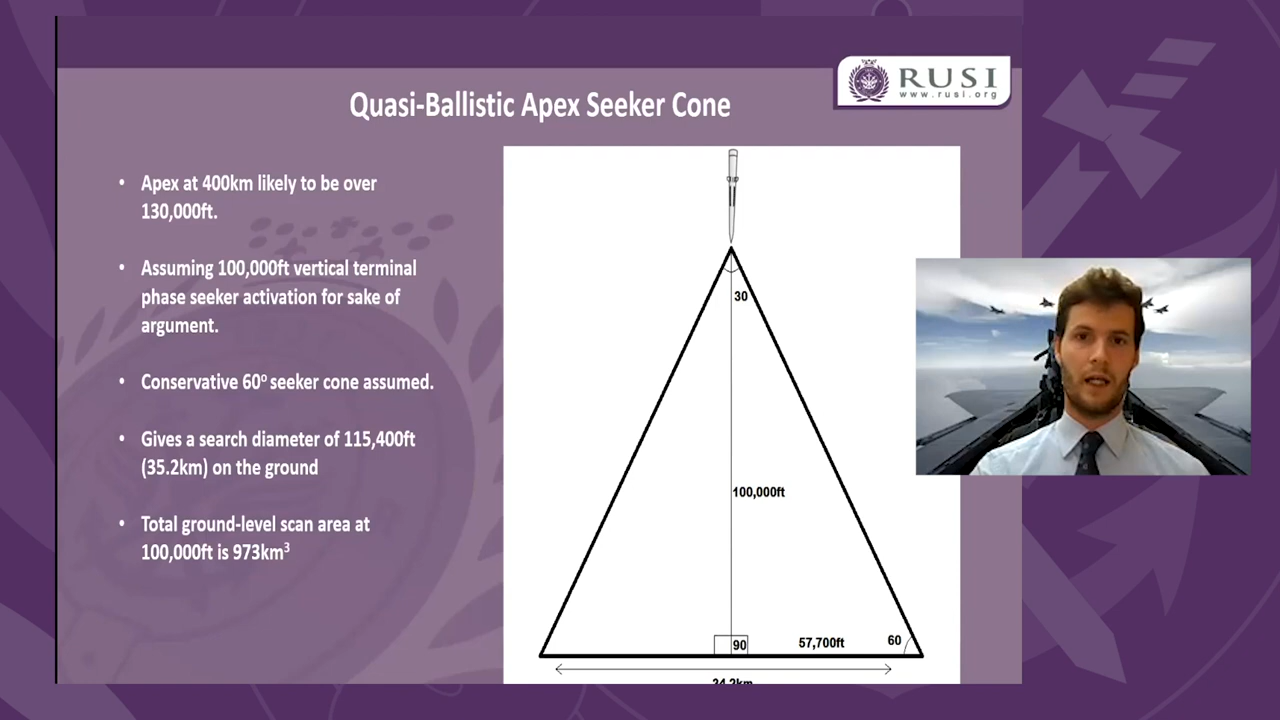 RUSI
www.rusi.org
Quasi-Ballistic Apex Seeker Cone
• Apex at 400km likely to be over
130,000ft.
• Assuming 100,000ft vertical terminal
phase seeker activation for sake of
argument.
• Conservative 60º seeker cone assumed.
• Gives a search diameter of 115,400ft
(35.2km) on the ground
• Total ground-level scan area at
100,000ft is 973km³
30
100,000ft
90
57,700ft
60